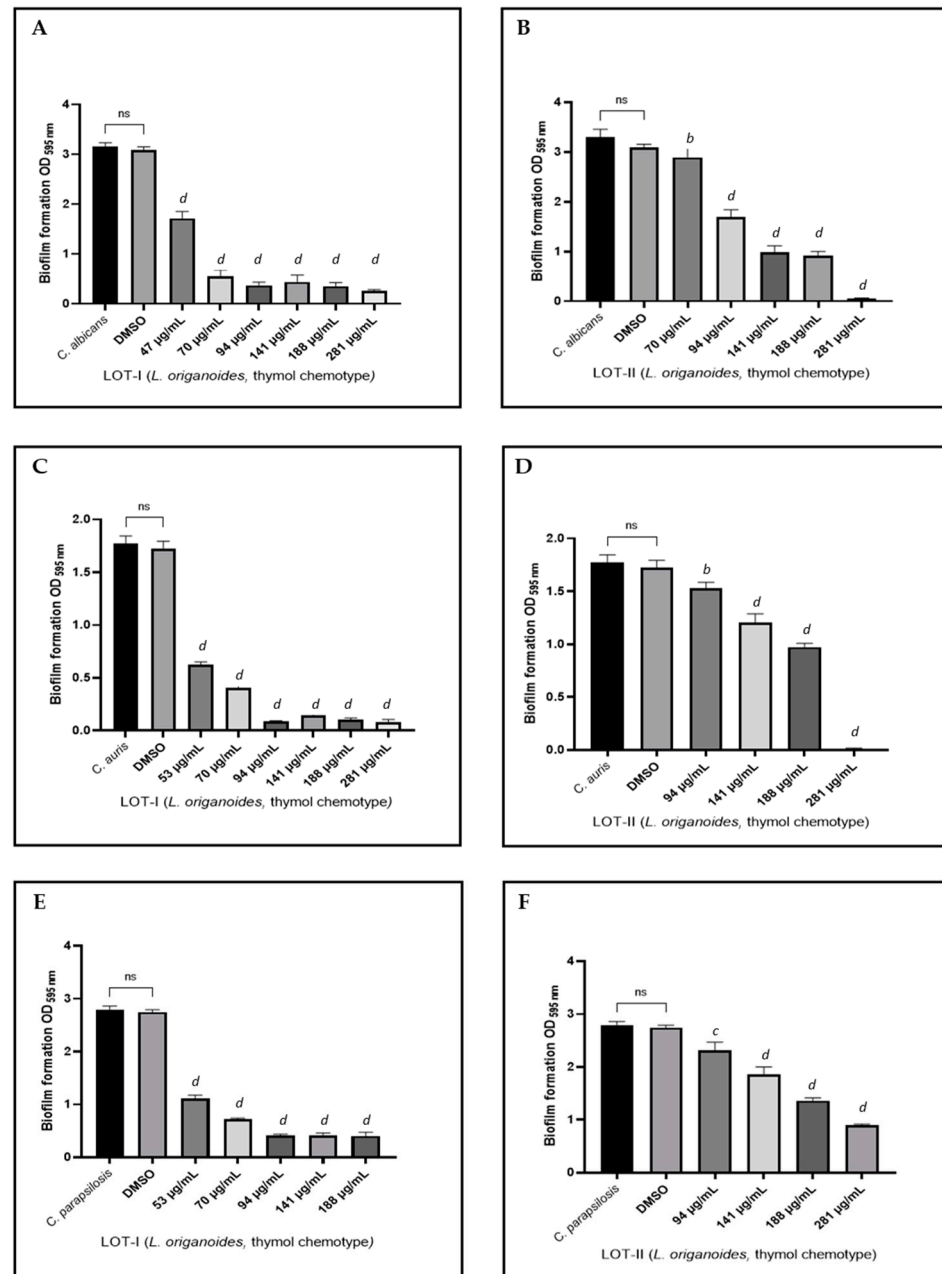 A
Biofilm formation OD 595 nm
4
3
2
1
0
ns
d
d
d
d
d
d
C. albicans
DMSO
47 µg/mL
70 µg/mL
94 µg/mL
141 µg/mL
188 µg/mL
281 µg/mL
LOT-I (L. origanoides, thymol chemotype)
B
Biofilm formation OD 595 nm
4
3
2
1
0
ns
b
d
d
d
d
C. albicans
DMSO
70 µg/mL
94 µg/mL
141 µg/mL
188 µg/mL
281 µg/mL
LOT-II (L. origanoides, thymol chemotype)
C
Biofilm formation OD 595 nm
2.0
1.5
1.0
0.5
0.0
ns
d
d
d
d
d
d
C. auris
DMSO
53 µg/mL
70 µg/mL
94 µg/mL
141 µg/mL
188 µg/mL
281 µg/mL
LOT-I (L. origanoides, thymol chemotype)
D
Biofilm formation OD 595 nm
2.0
1.5
1.0
0.5
0.0
ns
b
d
d
d
C. auris
DMSO
94 µg/mL
141 µg/mL
188 µg/mL
281 µg/mL
LOT-II (L. origanoides, thymol chemotype)
E
Biofilm formation OD 595 nm
4
3
2
1
0
ns
d
d
d
d
d
C. parapsilosis
DMSO
53 µg/mL
70 µg/mL
94 µg/mL
141 µg/mL
188 µg/mL
LOT-I (L. origanoides, thymol chemotype)
F
Biofilm formation OD 595 nm
4
3
2
1
0
ns
c
d
d
d
C. parapsilosis
DMSO
94 µg/mL
141 µg/mL
188 µg/mL
281 µg/mL
LOT-II (L. origanoides, thymol chemotype)